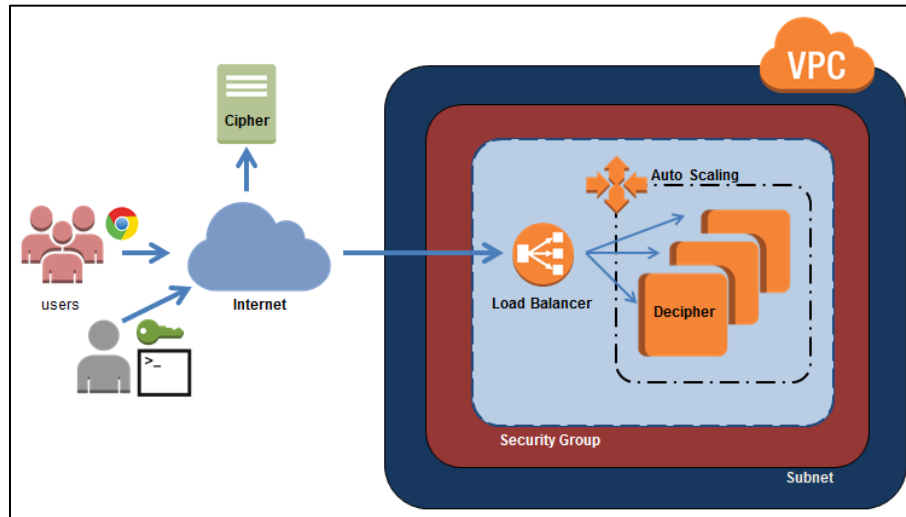 VPC
Cipher
Auto Scaling
users
Internet
Load Balancer
Decipher
>_
Security Group
Subnet